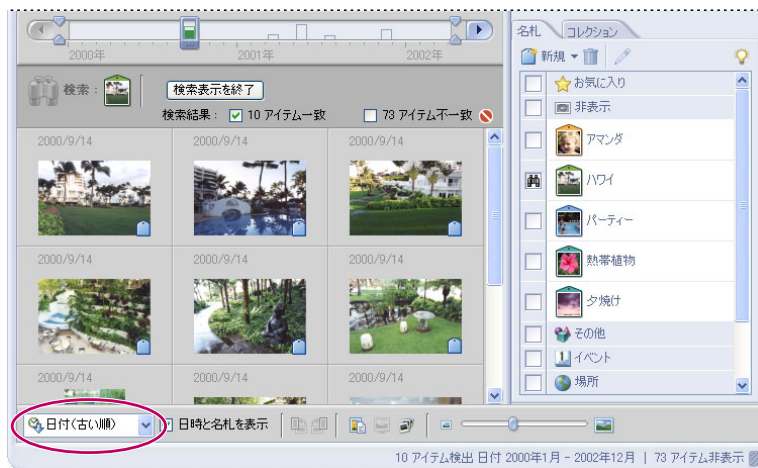 2000年 2001年 2002年
検索 : 検索表示を終了
検索結果 : 10 アイテム一致 73 アイテム不一致
2000/9/14 2000/9/14 2000/9/14
2000/9/14 2000/9/14 2000/9/14
2000/9/14 2000/9/14 2000/9/14
日付(古い順) 日時と名札を表示
10 アイテム検出 日付 2000年1月 - 2002年12月 | 73 アイテム非表示
名札 コレクション
新規
お気に入り
非表示
アマンダ
ハワイ
パーティー
熱帯植物
夕焼け
その他
イベント
場所